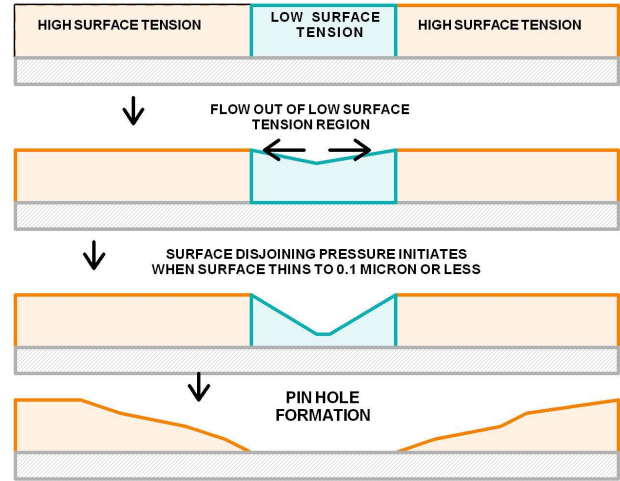 HIGH SURFACE TENSION
LOW SURFACE
TENSION
HIGH SURFACE TENSION
FLOW OUT OF LOW SURFACE
TENSION REGION
SURFACE DISJOINING PRESSURE INITIATES
WHEN SURFACE THINS TO 0.1 MICRON OR LESS
PIN HOLE
FORMATION